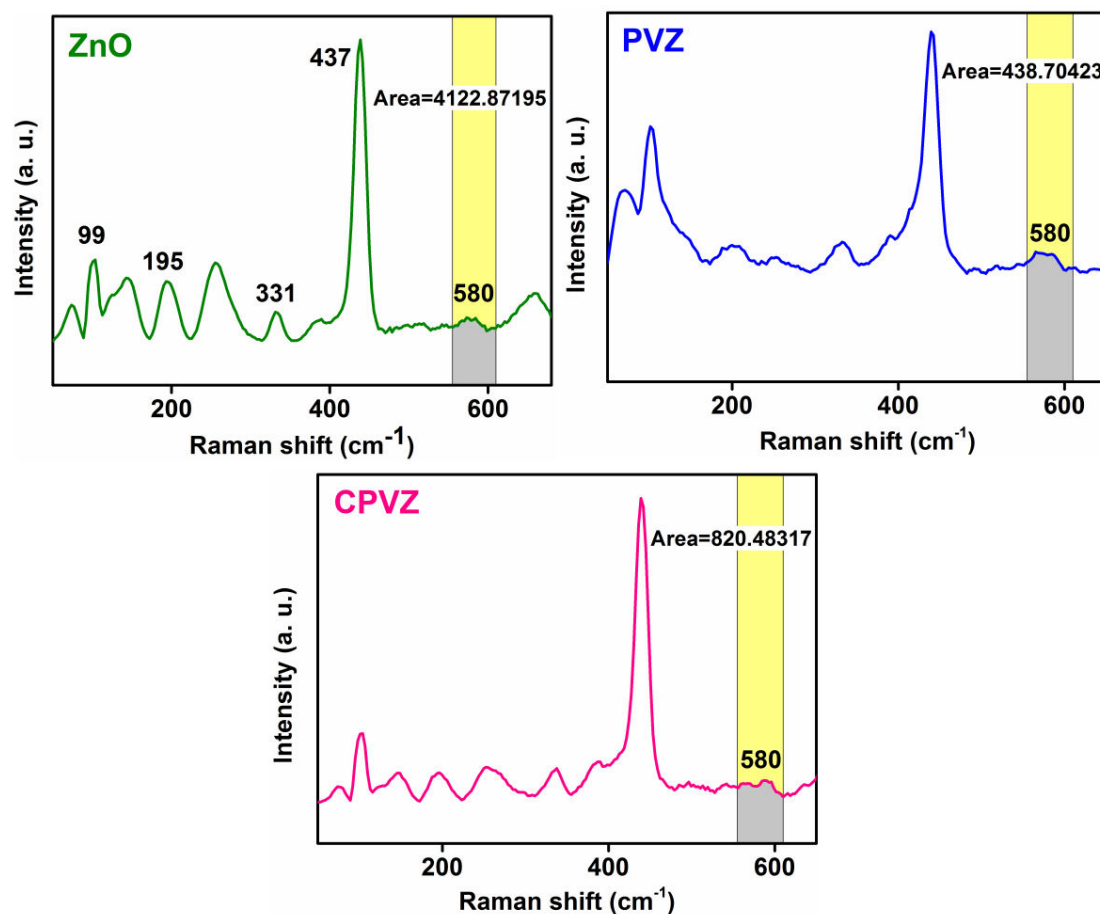 ZnO
437
Area=4122.87195
99
195
331
580
Intensity (a. u.)
200
400
600
Raman shift (cm-1)
PVZ
Area=438.70423
580
Intensity (a. u.)
200
400
600
Raman shift (cm-1)
CPVZ
Area=820.48317
580
Intensity (a. u.)
200
400
600
Raman shift (cm-1)